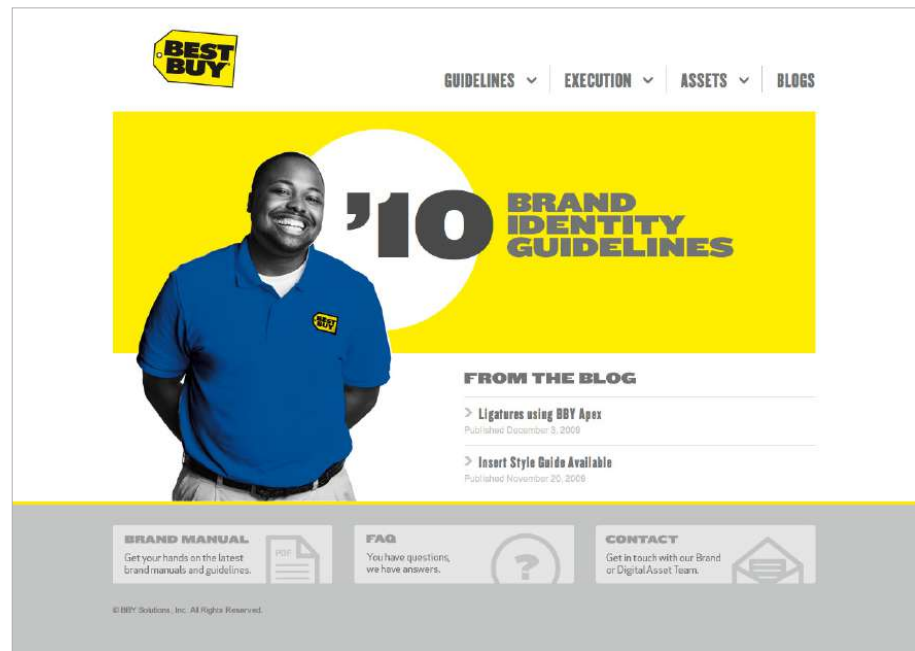 BEST
BUY
GUIDELINES
EXECUTION
ASSETS
BLOGS
’10
BRAND
IDENTITY
GUIDELINES
BEST
BUY
FROM THE BLOG
Ligatures using BBY Apex
Published December 3, 2009
Insert Style Guide Available
Published November 20, 2009
BRAND MANUAL
Get your hands on the latest
brand manuals and guidelines.
PDF
FAQ
You have questions,
we have answers.
?
CONTACT
Get in touch with our Brand
or Digital Asset Team.
© BBY Solutions, Inc. All Rights Reserved.